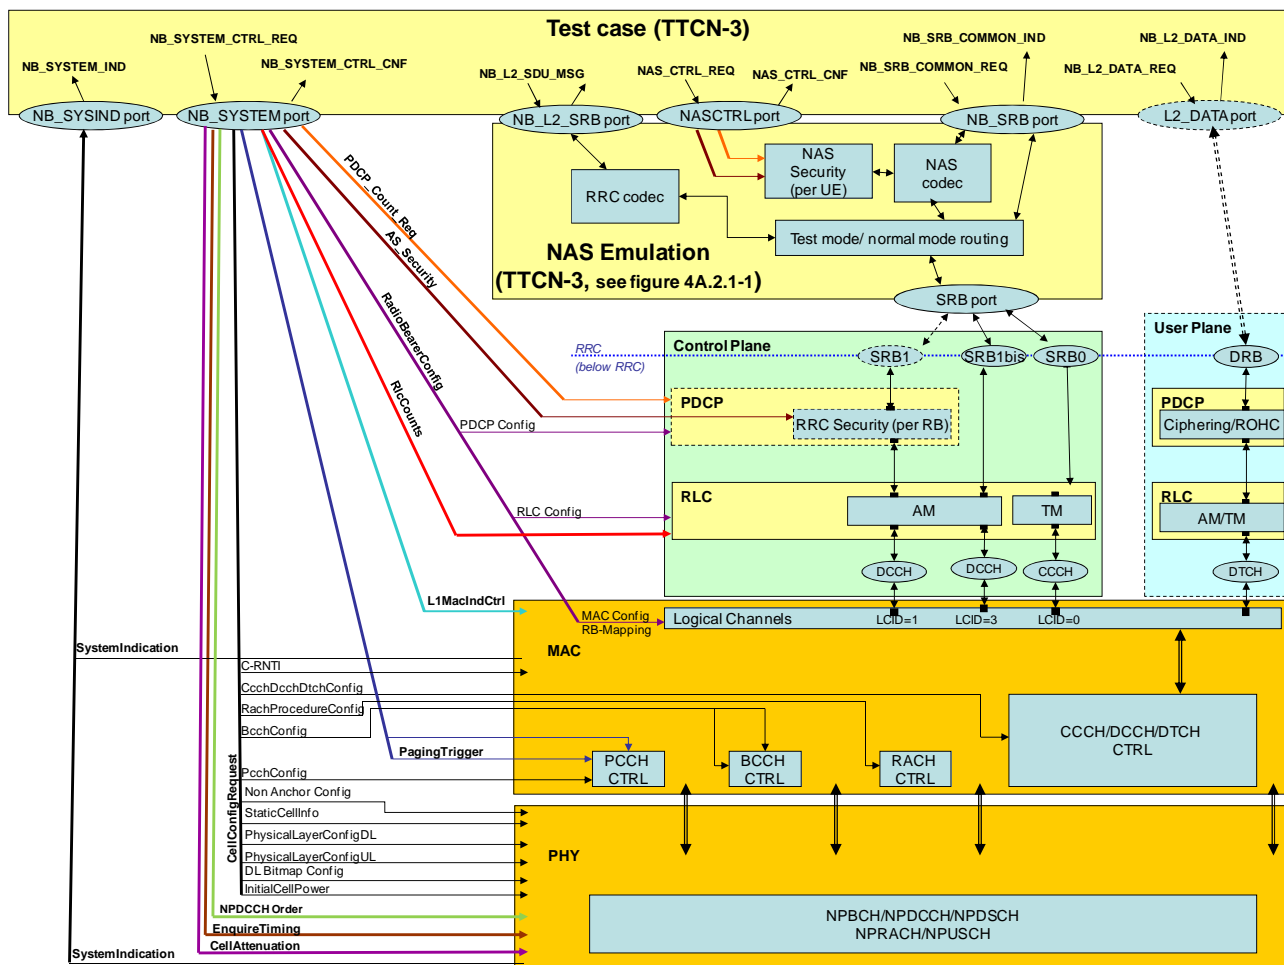 Test case (TTCN-3)
NB_SYSTEM_IND
NB_SYSTEM_CTRL_REQ
NB_SYSTEM_CTRL_CNF
NB_L2_SDU_MSG
NAS_CTRL_REQ
NAS_CTRL_CNF
NB_SRB_COMMON_IND
NB_SRB_COMMON_REQ
NB_L2_DATA_IND
NB_L2_DATA_REQ
NB_SYSIND port
NB_SYSTEM port
NB_L2_SRB port
NASCTRL port
NB_SRB port
L2_DATA port
NAS
Security
(per UE)
NAS
codec
RRC codec
Test mode/ normal mode routing
NAS Emulation
(TTCN-3, see figure 4A.2.1-1)
SRB port
PDCP_Count_Req
AS_Security
RadioBearerConfig
RlcCounts
Control Plane
User Plane
RRC
(below RRC)
SRB1
SRB1bis
SRB0
DRB
PDCP
RRC Security (per RB)
PDCP
Ciphering/ROHC
PDCP Config
RLC
AM
TM
RLC
AM/TM
RLC Config
DCCH
DCCH
CCCH
DTCH
L1MacIndCtrl
MAC Config
RB-Mapping
Logical Channels
LCID=1
LCID=3
LCID=0
MAC
SystemIndication
C-RNTI
CcchDcchDtchConfig
RachProcedureConfig
BcchConfig
PagingTrigger
PcchConfig
PCCH
CTRL
BCCH
CTRL
RACH
CTRL
CCCH/DCCH/DTCH
CTRL
CellConfigRequest
Non Anchor Config
StaticCellInfo
PhysicalLayerConfigDL
PhysicalLayerConfigUL
DL Bitmap Config
InitialCellPower
PHY
NPDCCH Order
EnquireTiming
CellAttenuation
SystemIndication
NPBCH/NPDCCH/NPDSCH
NPRACH/NPUSCH